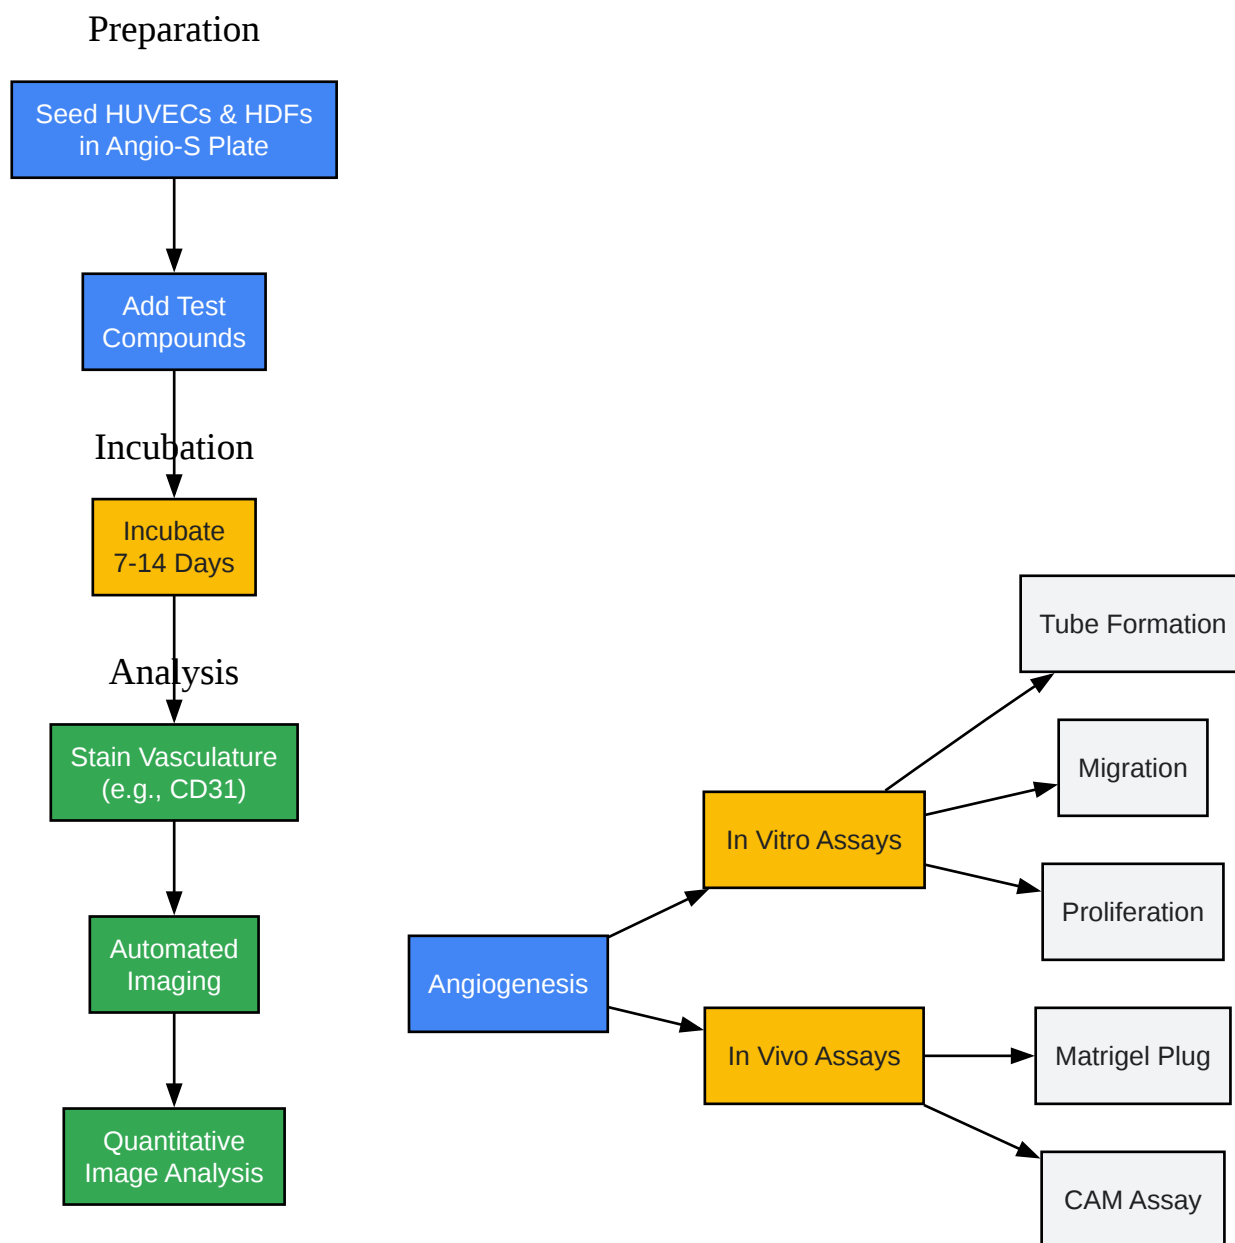 Preparation
Seed HUVECs & HDFs
in Angio-S Plate
Add Test
Compounds
Incubation
Incubate
7-14 Days
Analysis
Stain Vasculature
(e.g., CD31)
Automated
Imaging
Quantitative
Image Analysis
Angiogenesis
In Vitro Assays
In Vivo Assays
Tube Formation
Migration
Proliferation
Matrigel Plug
CAM Assay